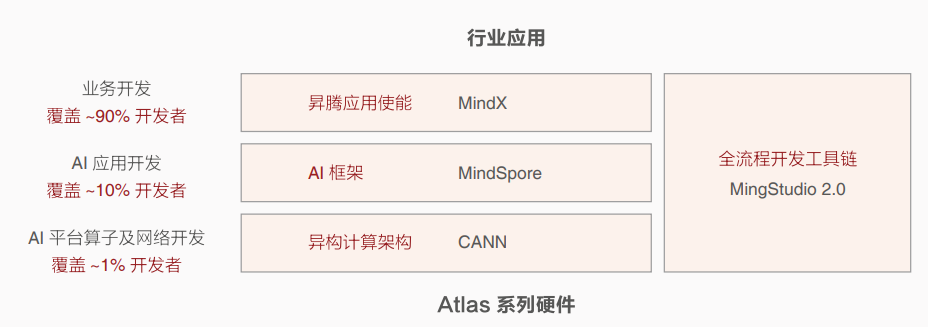 行业应用
业务开发
覆盖 ~90% 开发者
昇腾应用使能 MindX
AI 应用开发
覆盖 ~10% 开发者
AI 框架 MindSpore
AI 平台算子及网络开发
覆盖 ~1% 开发者
异构计算架构 CANN
全流程开发工具链
MingStudio 2.0
Atlas 系列硬件